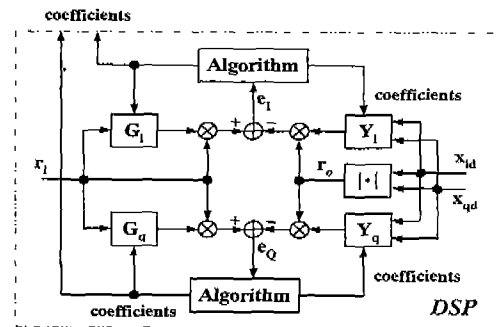 coefficients
Algorithm
e_I
coefficients
G_i
+
−
Y_i
r_i
r_o
|•|
x_id
x_qd
G_q
+
−
Y_q
e_Q
coefficients
Algorithm
coefficients
DSP